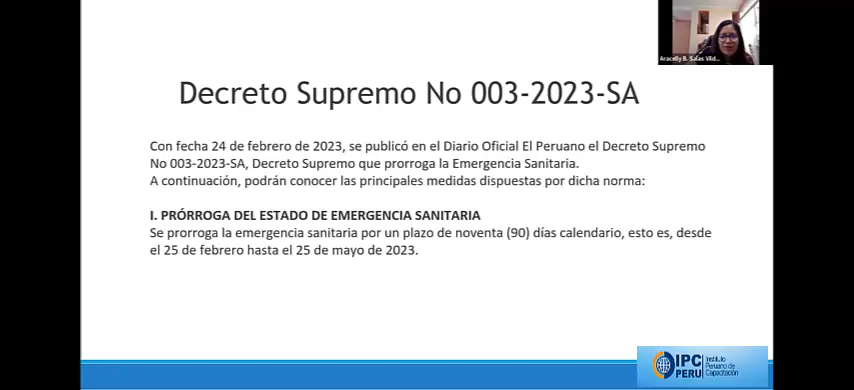 Aracelly B. Salas Vild...
Decreto Supremo No 003-2023-SA
Con fecha 24 de febrero de 2023, se publicó en el Diario Oficial El Peruano el Decreto Supremo
No 003-2023-SA, Decreto Supremo que prorroga la Emergencia Sanitaria.
A continuación, podrán conocer las principales medidas dispuestas por dicha norma:
I. PRÓRROGA DEL ESTADO DE EMERGENCIA SANITARIA
Se prorroga la emergencia sanitaria por un plazo de noventa (90) días calendario, esto es, desde
el 25 de febrero hasta el 25 de mayo de 2023.
IPC
PERU
Instituto
Peruano de
Capacitación